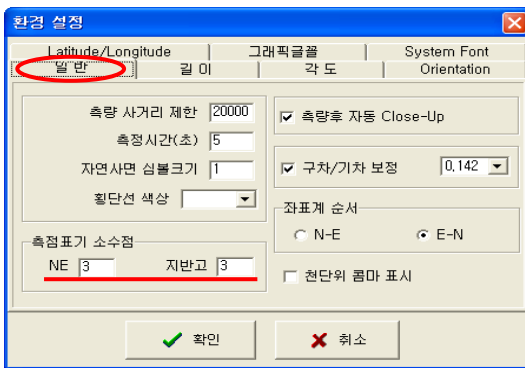 환경 설정
Latitude/Longitude 그래픽글꼴 System Font
일 반 길 이 각 도 Orientation
측량 사거리 제한 20000
측정시간(초) 5
자연사면 심볼크기 1
횡단선 색상
측점표기 소수점
NE 3 지반고 3
측량후 자동 Close-Up
구차/기차 보정 0.142
좌표계 순서
N-E E-N
천단위 콤마 표시
확인 취소